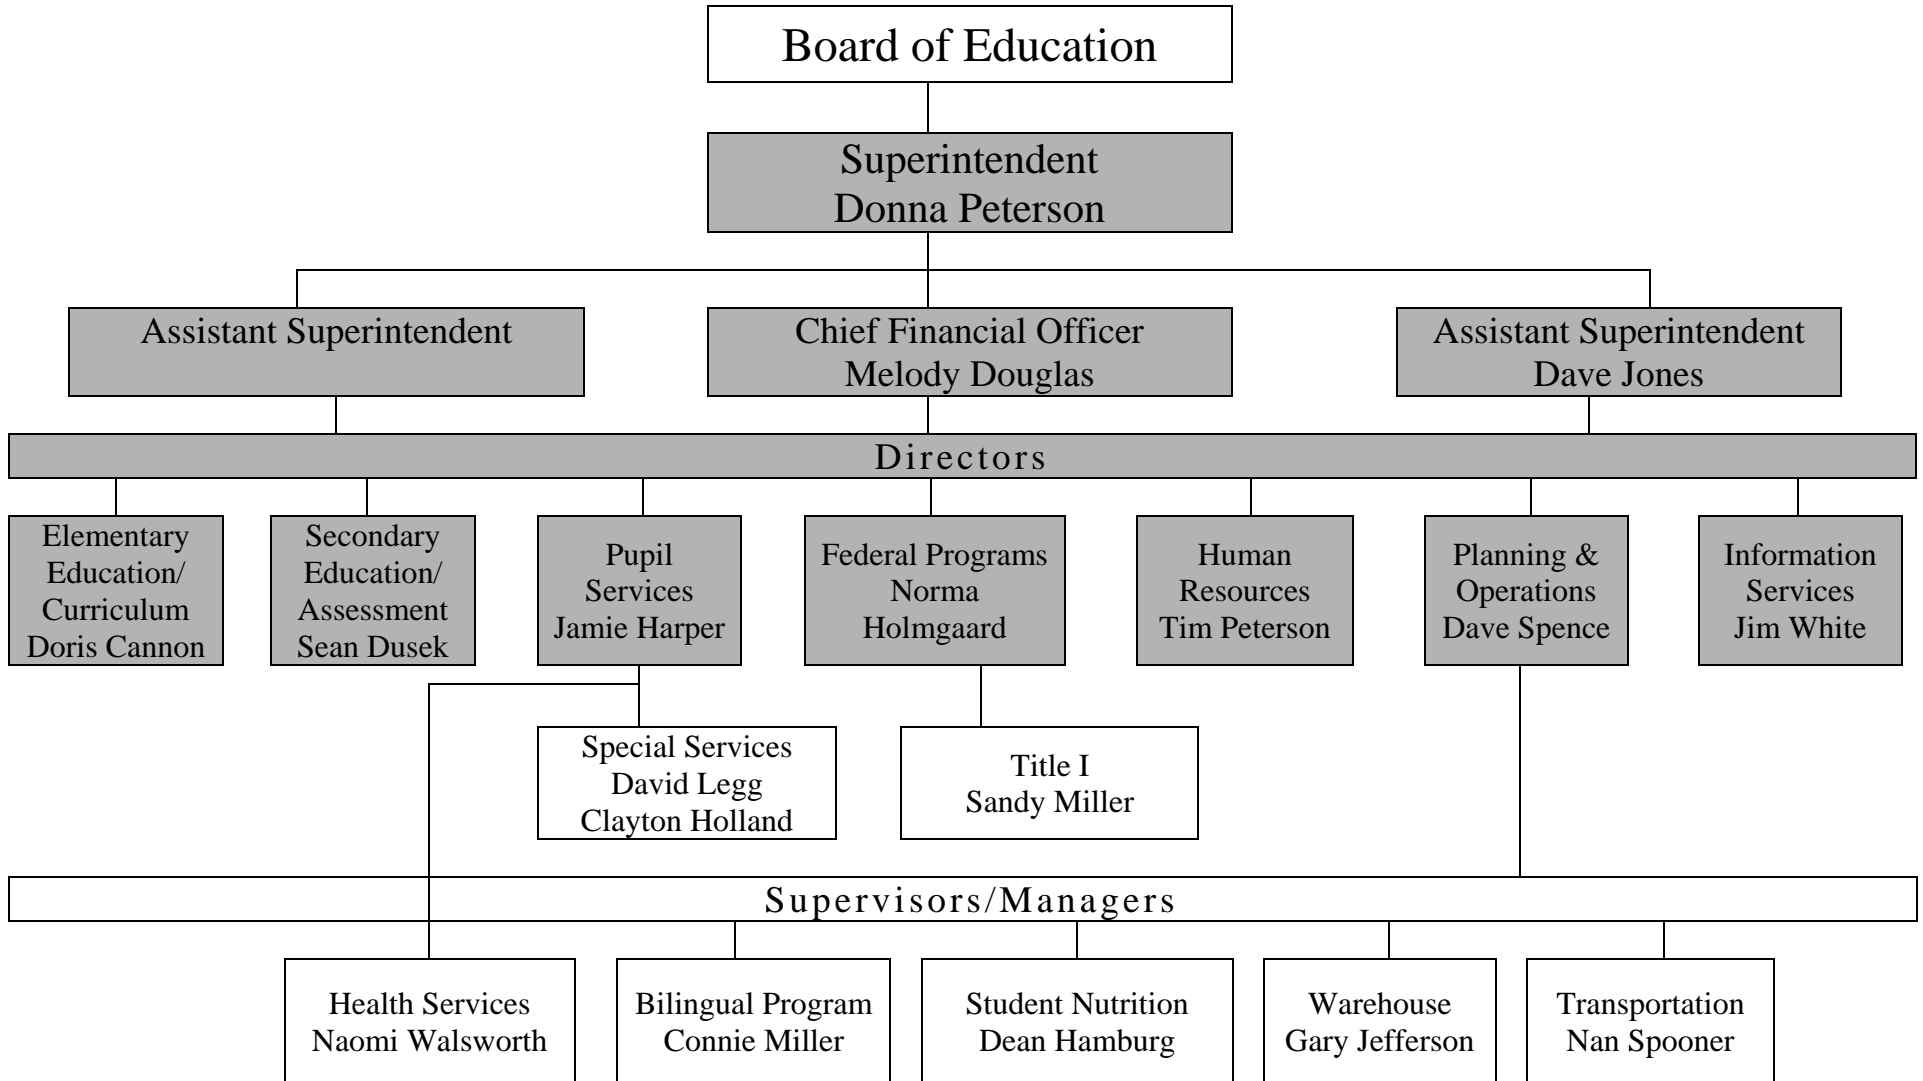 Board of Education
Superintendent
Donna Peterson
Assistant Superintendent
Chief Financial Officer
Melody Douglas
Assistant Superintendent
Dave Jones
Directors
Elementary
Education/
Curriculum
Doris Cannon
Secondary
Education/
Assessment
Sean Dusek
Pupil
Services
Jamie Harper
Federal Programs
Norma
Holmgaard
Human
Resources
Tim Peterson
Planning &
Operations
Dave Spence
Information
Services
Jim White
Special Services
David Legg
Clayton Holland
Title I
Sandy Miller
Supervisors/Managers
Health Services
Naomi Walsworth
Bilingual Program
Connie Miller
Student Nutrition
Dean Hamburg
Warehouse
Gary Jefferson
Transportation
Nan Spooner